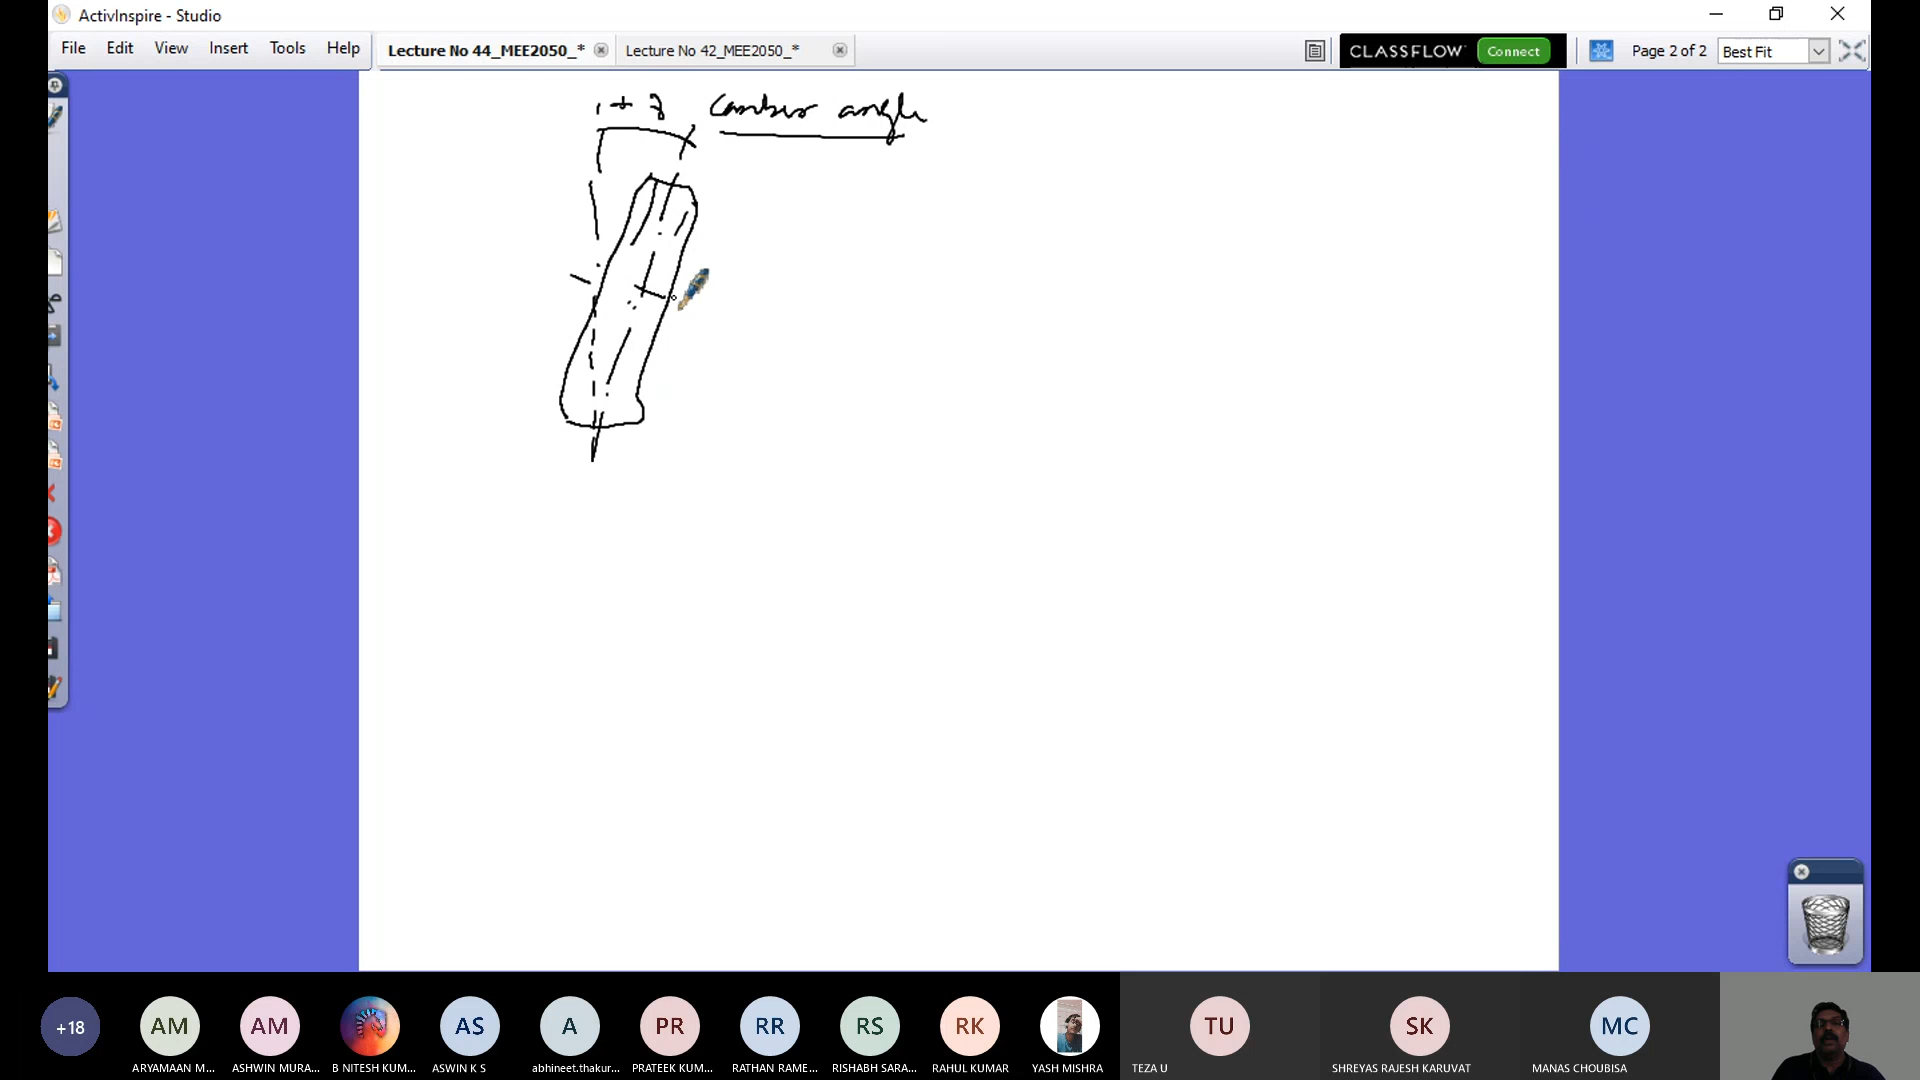 ActivInspire - Studio
File Edit View Insert Tools Help
Lecture No 44_MEE2050_*
Lecture No 42_MEE2050_*
CLASSFLOW
Connect
Page 2 of 2
Best Fit
Camber angle
+18
AM AM AS A PR RR RS RK TU SK MC
ARYAMAAN M... ASHWIN MURA... B NITESH KUM... ASWIN K S abhineet.thakur... PRATEEK KUM... RATHAN RAME... RISHABH SARA... RAHUL KUMAR YASH MISHRA TEZA U SHREYAS RAJESH KARUVAT MANAS CHOUBISA